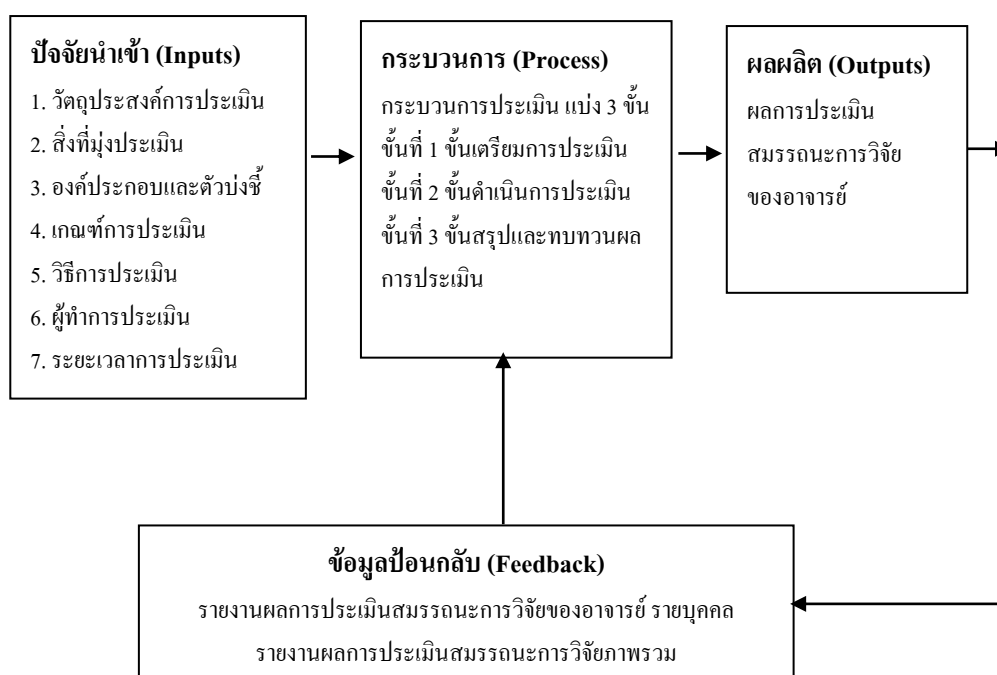 ปัจจัยนำเข้า (Inputs)
1. วัตถุประสงค์การประเมิน
2. สิ่งที่มุ่งประเมิน
3. องค์ประกอบและตัวบ่งชี้
4. เกณฑ์การประเมิน
5. วิธีการประเมิน
6. ผู้ทำการประเมิน
7. ระยะเวลาการประเมิน
กระบวนการ (Process)
กระบวนการประเมิน แบ่ง 3 ขั้น
ขั้นที่ 1 ขั้นเตรียมการประเมิน
ขั้นที่ 2 ขั้นดำเนินการประเมิน
ขั้นที่ 3 ขั้นสรุปและทบทวนผล
การประเมิน
ผลผลิต (Outputs)
ผลการประเมิน
สมรรถนะการวิจัย
ของอาจารย์
ข้อมูลป้อนกลับ (Feedback)
รายงานผลการประเมินสมรรถนะการวิจัยของอาจารย์ รายบุคคล
รายงานผลการประเมินสมรรถนะการวิจัยภาพรวม